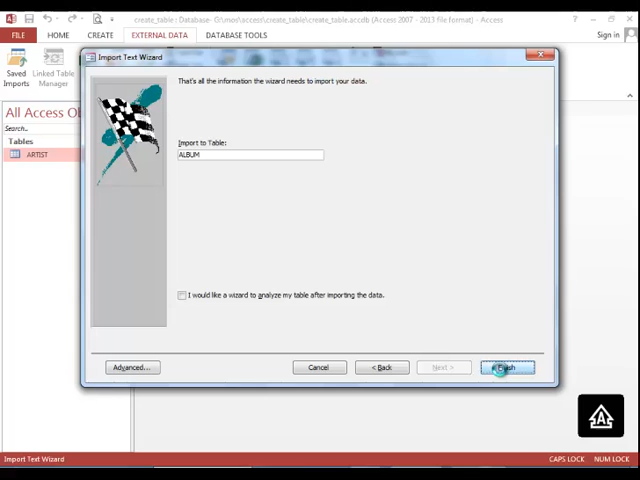 create_table : Database- G:\mos\access\create_table\create_table.accdb (Access 2007 - 2013 file format) - Access
FILE HOME CREATE EXTERNAL DATA DATABASE TOOLS Sign in
Saved Imports
Linked Table Manager
All Access Ob
Search..
Tables
ARTIST
Import Text Wizard
That's all the information the wizard needs to import your data.
Import to Table:
ALBUM
I would like a wizard to analyze my table after importing the data.
Advanced... Cancel < Back Next > Finish
A
Import Text Wizard CAPS LOCK NUM LOCK